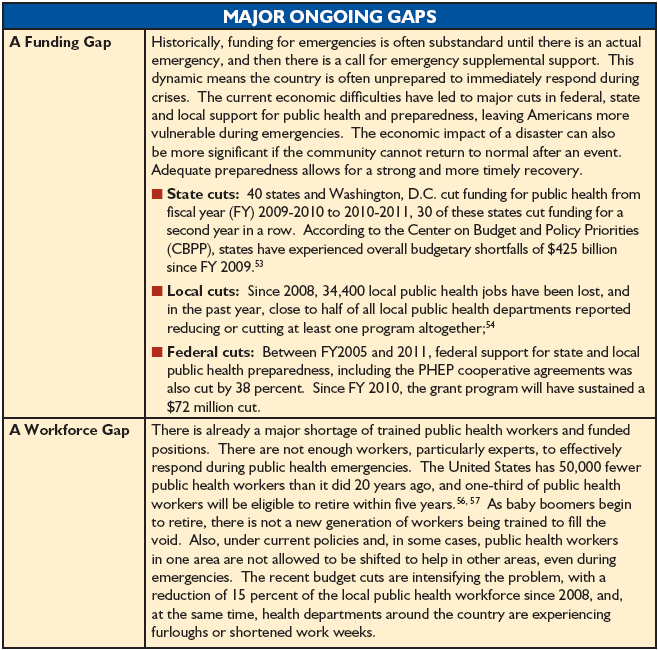 MAJOR ONGOING GAPS
A Funding Gap
Historically, funding for emergencies is often substandard until there is an actual
emergency, and then there is a call for emergency supplemental support. This
dynamic means the country is often unprepared to immediately respond during
crises. The current economic difficulties have led to major cuts in federal, state
and local support for public health and preparedness, leaving Americans more
vulnerable during emergencies. The economic impact of a disaster can also
be more significant if the community cannot return to normal after an event.
Adequate preparedness allows for a strong and more timely recovery.
■ State cuts: 40 states and Washington, D.C. cut funding for public health from
fiscal year (FY) 2009-2010 to 2010-2011, 30 of these states cut funding for a
second year in a row. According to the Center on Budget and Policy Priorities
(CBPP), states have experienced overall budgetary shortfalls of $425 billion
since FY 2009.53
■ Local cuts: Since 2008, 34,400 local public health jobs have been lost, and
in the past year, close to half of all local public health departments reported
reducing or cutting at least one program altogether;54
■ Federal cuts: Between FY2005 and 2011, federal support for state and local
public health preparedness, including the PHEP cooperative agreements was
also cut by 38 percent. Since FY 2010, the grant program will have sustained a
$72 million cut.
A Workforce Gap
There is already a major shortage of trained public health workers and funded
positions. There are not enough workers, particularly experts, to effectively
respond during public health emergencies. The United States has 50,000 fewer
public health workers than it did 20 years ago, and one-third of public health
workers will be eligible to retire within five years.56, 57 As baby boomers begin
to retire, there is not a new generation of workers being trained to fill the
void. Also, under current policies and, in some cases, public health workers
in one area are not allowed to be shifted to help in other areas, even during
emergencies. The recent budget cuts are intensifying the problem, with a
reduction of 15 percent of the local public health workforce since 2008, and,
at the same time, health departments around the country are experiencing
furloughs or shortened work weeks.